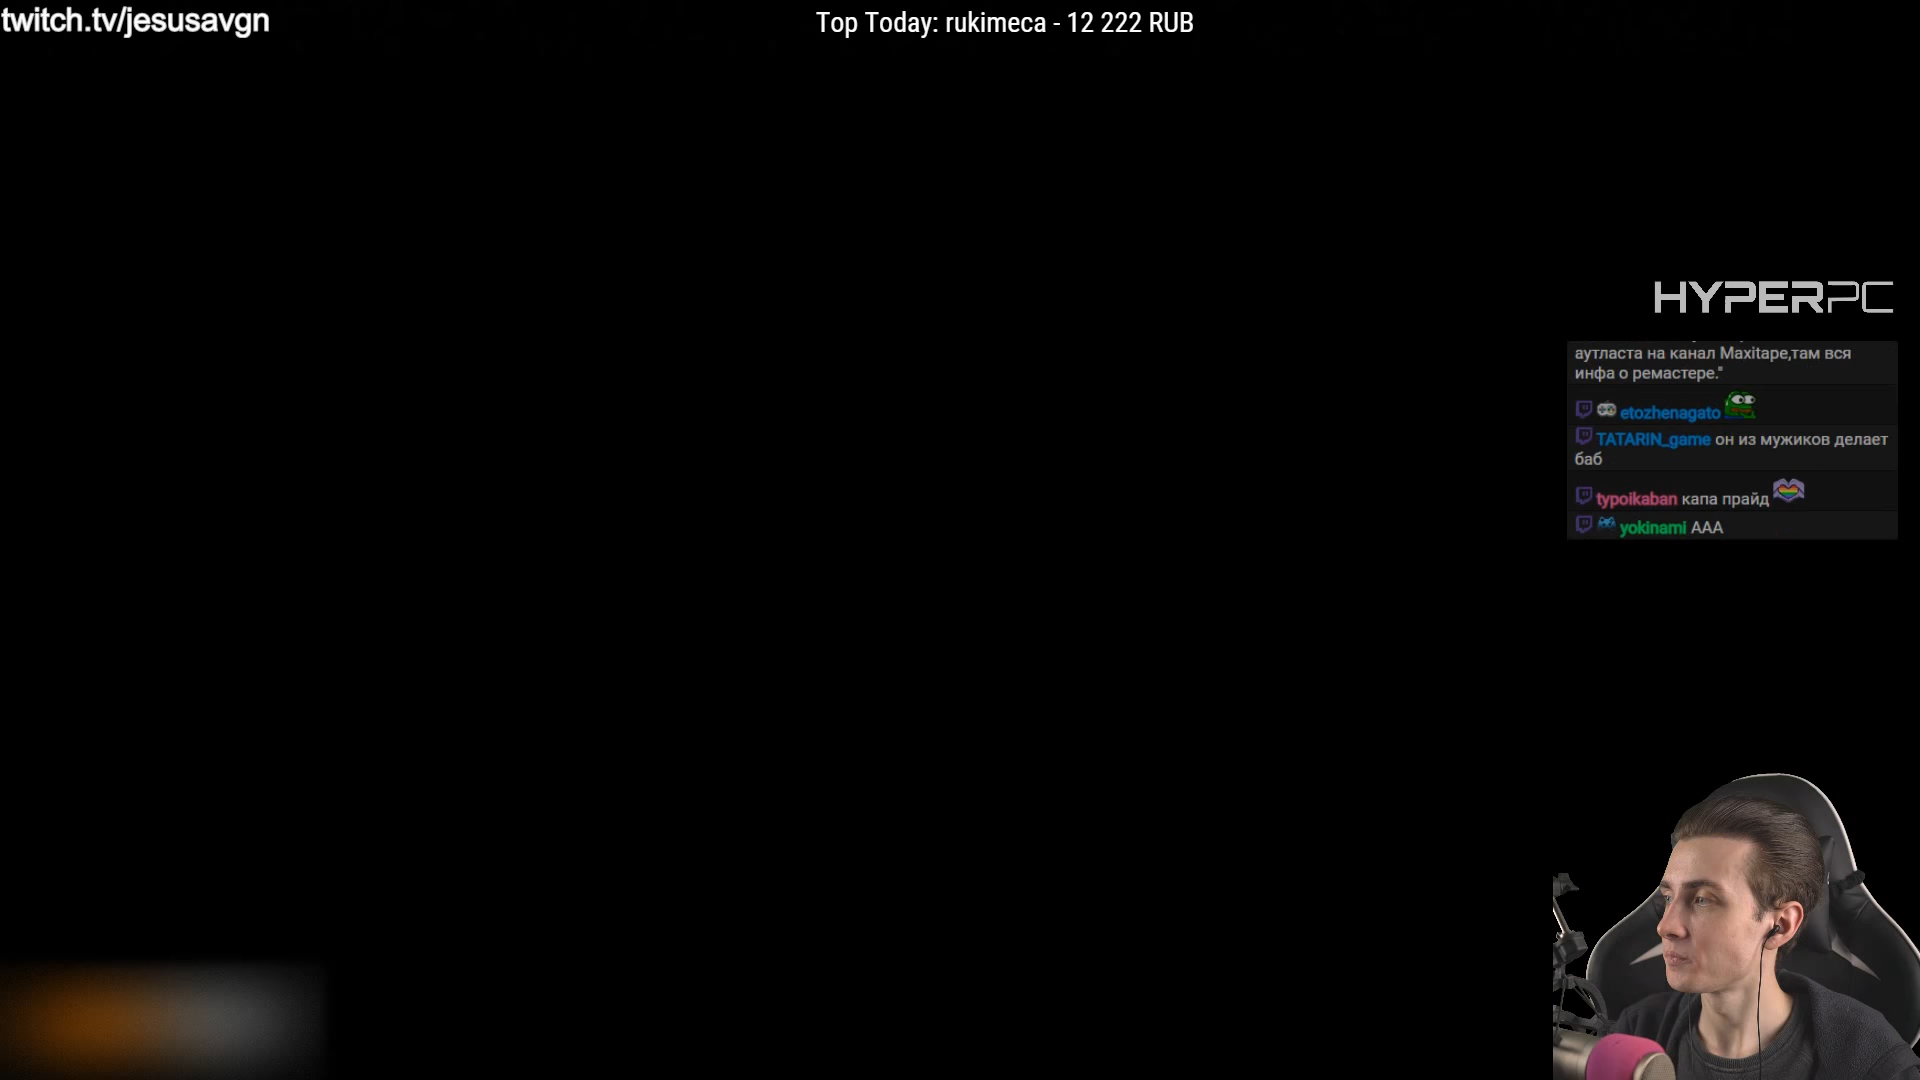 twitch.tv/jesusavgn
Top Today: rukimeca - 12 222 RUB
HYPERPC
аутласта на канал Maxitape,там вся
инфа о ремастере."
etozhenagato
TATARIN_game он из мужиков делает
баб
typoikaban капа прайд
yokinami AAA